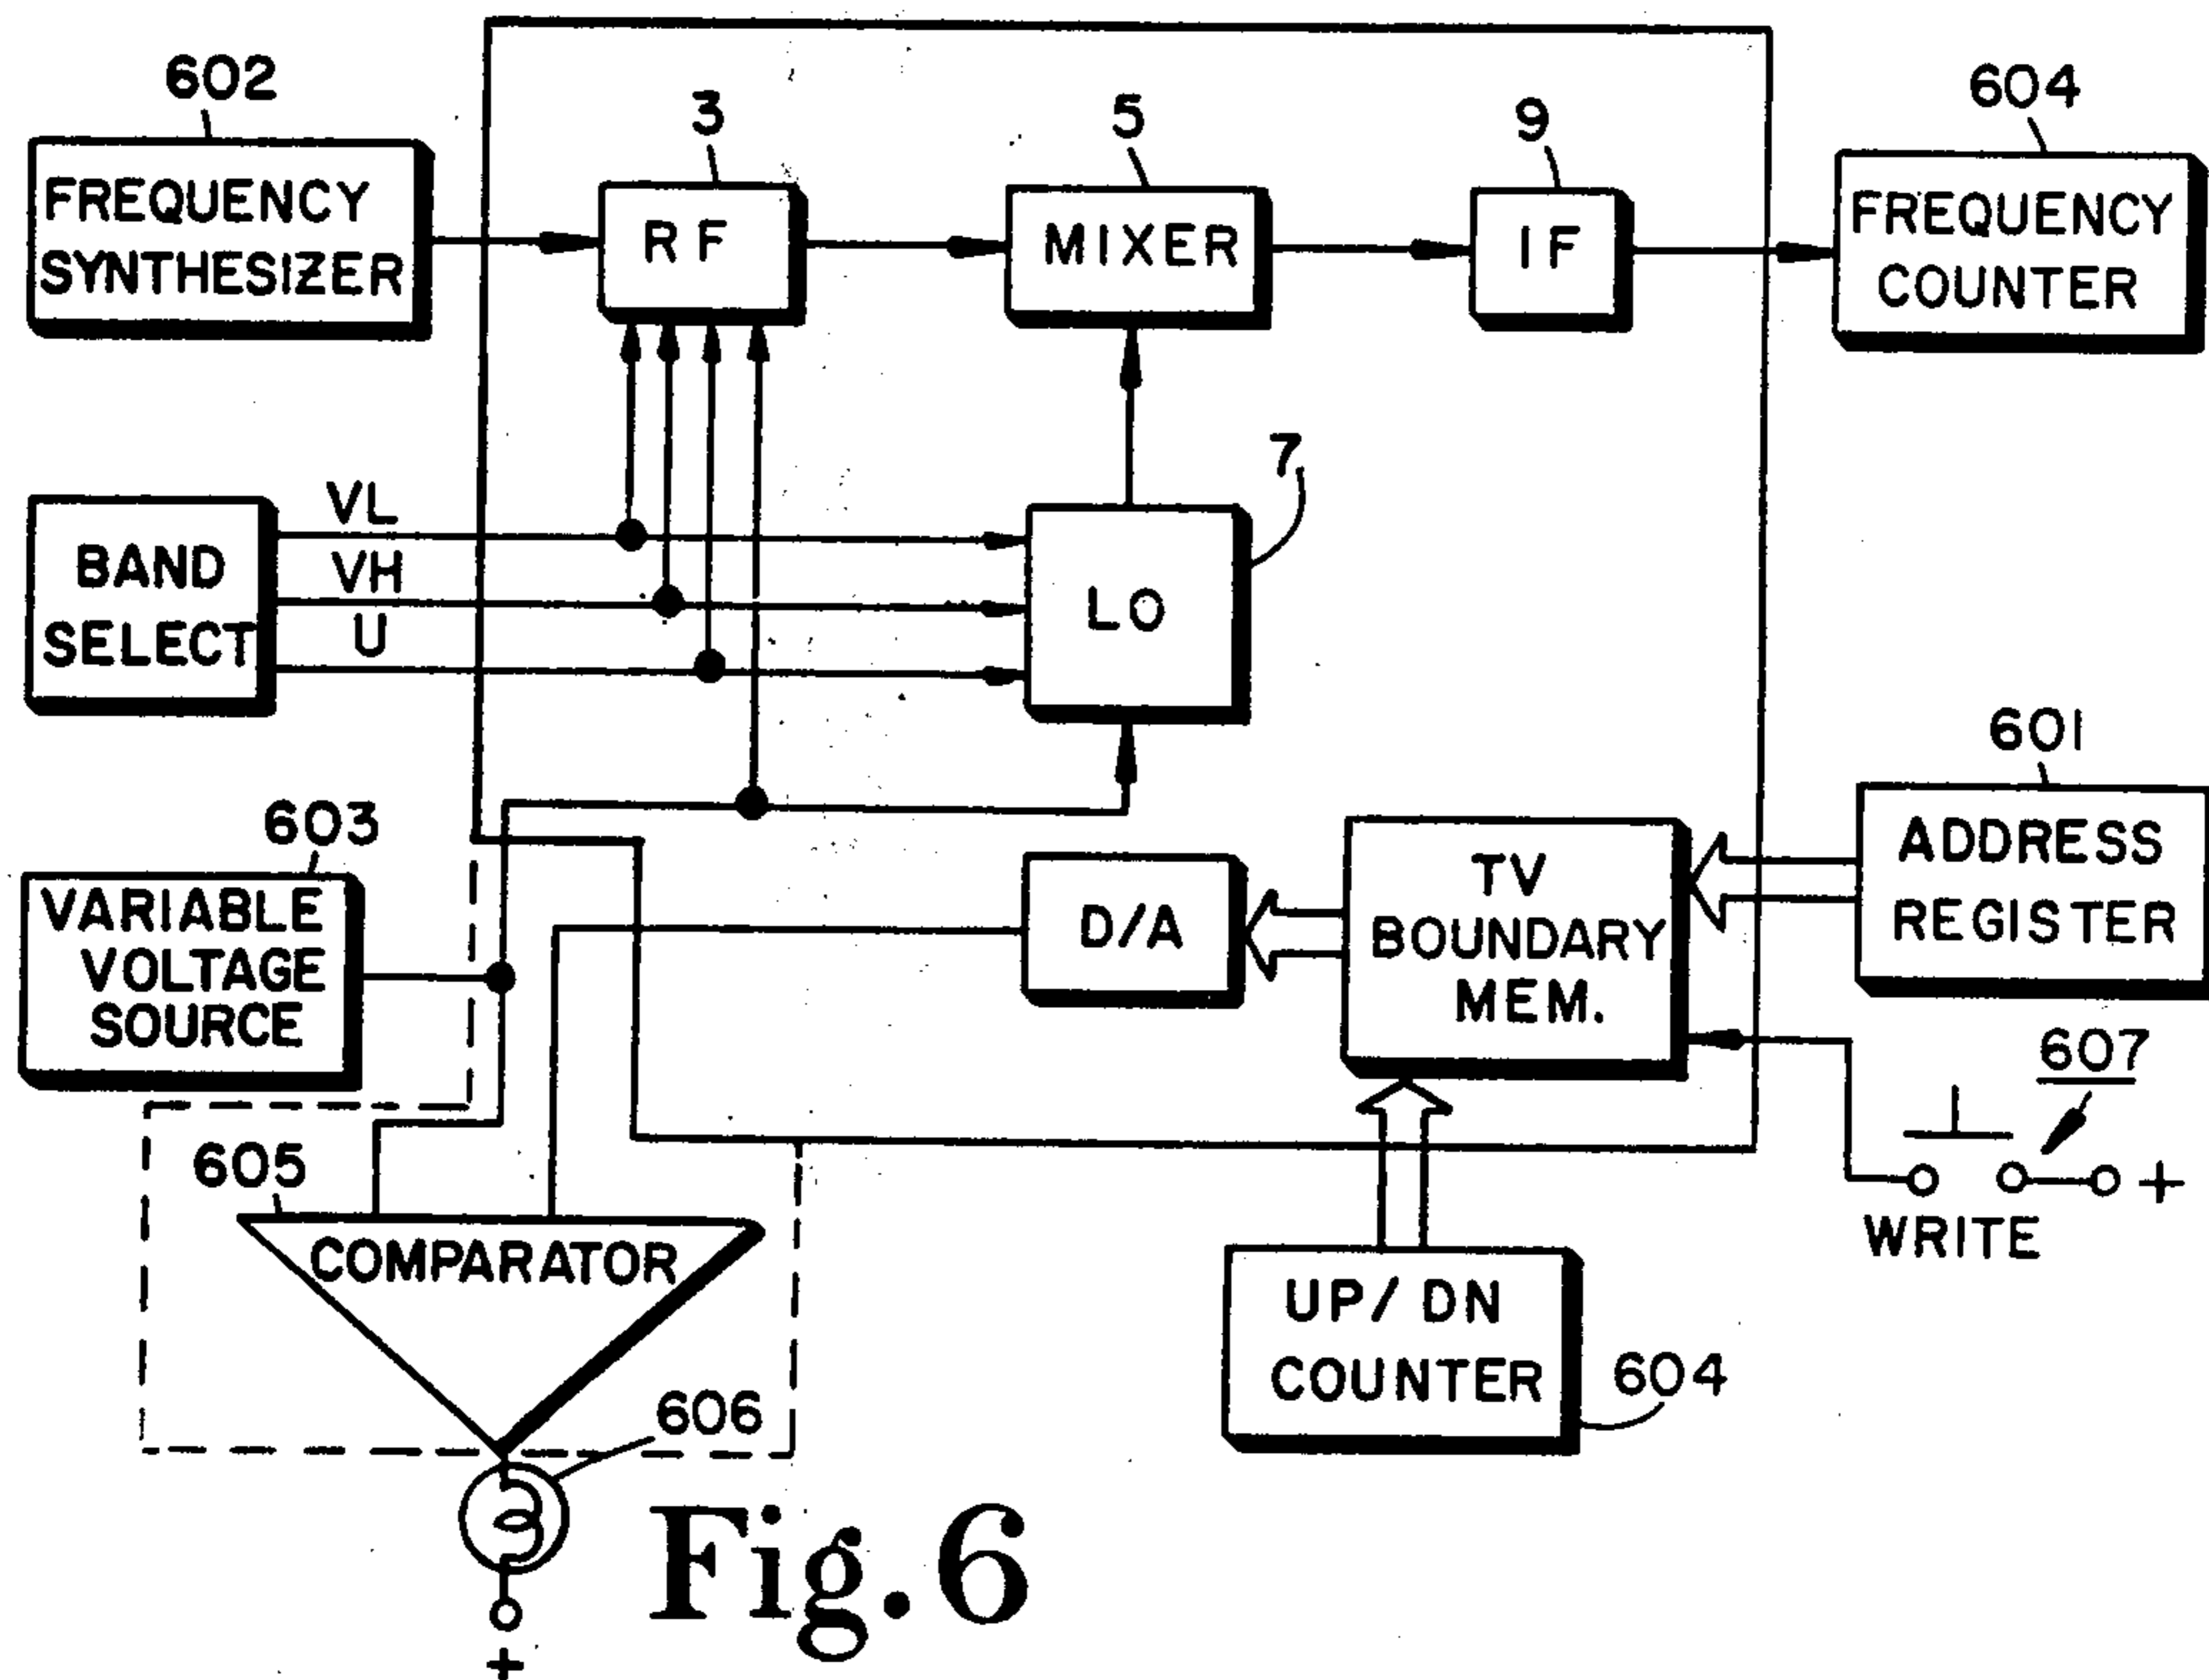 602
FREQUENCY
SYNTHESIZER
3
RF
5
MIXER
9
IF
604
FREQUENCY
COUNTER
BAND
SELECT
VL
VH
U
7
LO
603
VARIABLE
VOLTAGE
SOURCE
D/A
TV
BOUNDARY
MEM.
601
ADDRESS
REGISTER
607
+
WRITE
605
COMPARATOR
UP/DN
COUNTER
604
606
+
Fig.6